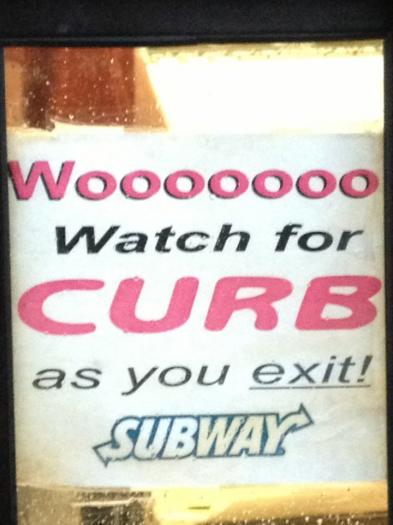 Wooooooo
Watch for
CURB
as you exit!
SUBWAY